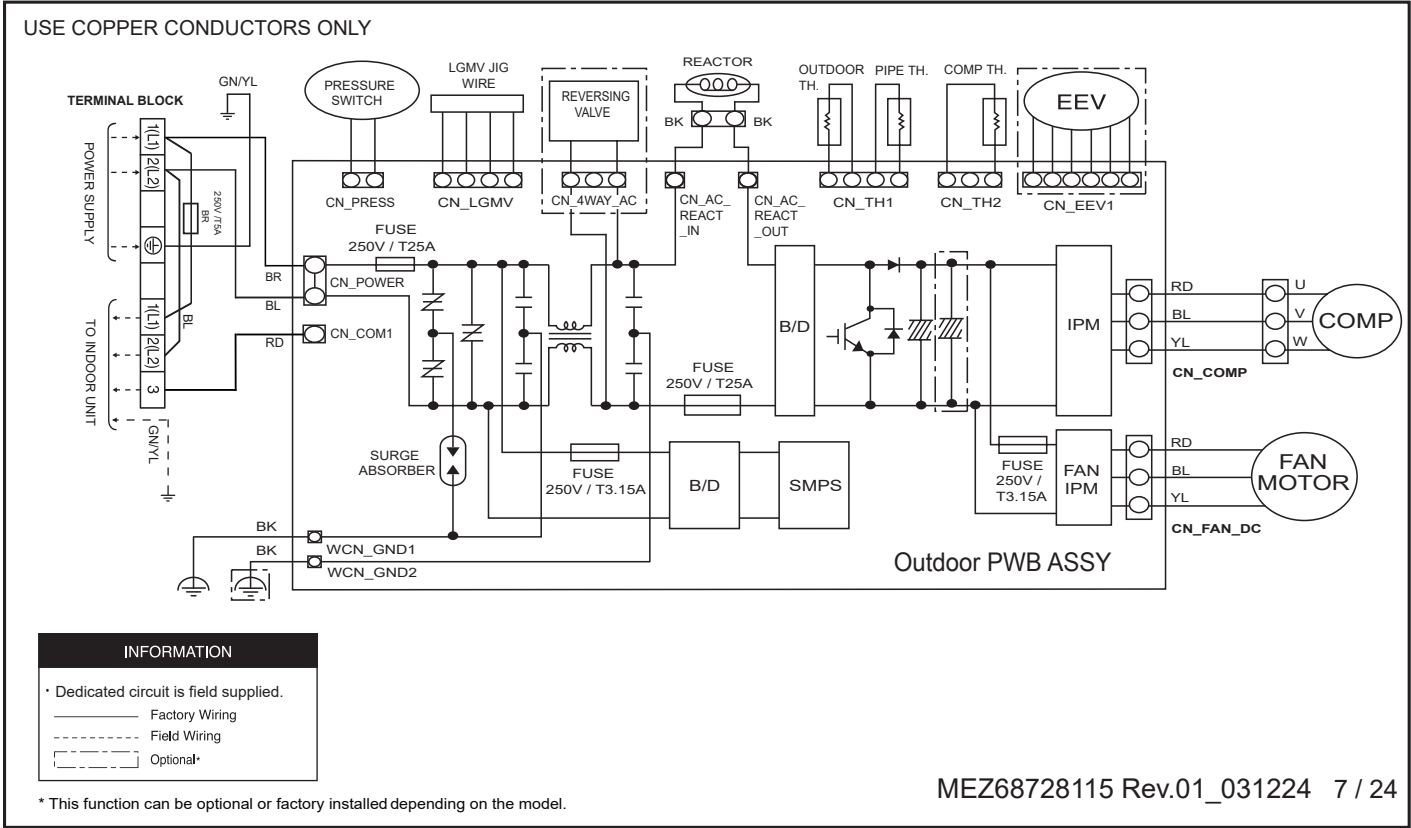 USE COPPER CONDUCTORS ONLY
TERMINAL BLOCK
GN/YL
POWER SUPPLY
TO INDOOR UNIT
1(L1)
2(L2)
1(L1)
2(L2)
3
250V /T5A
BR
BL
GN/YL
BR
BL
RD
PRESSURE
SWITCH
LGMV JIG
WIRE
REVERSING
VALVE
REACTOR
BK
BK
OUTDOOR
TH.
PIPE TH.
COMP TH.
EEV
CN_PRESS
CN_LGMV
CN_4WAY_AC
CN_AC_
REACT
_IN
CN_AC_
REACT
_OUT
CN_TH1
CN_TH2
CN_EEV1
FUSE
250V / T25A
CN_POWER
CN_COM1
SURGE
ABSORBER
FUSE
250V / T25A
B/D
IPM
RD
BL
YL
U
V
W
COMP
CN_COMP
FUSE
250V / T3.15A
B/D
SMPS
FUSE
250V /
T3.15A
FAN
IPM
RD
BL
YL
FAN
MOTOR
CN_FAN_DC
BK
BK
WCN_GND1
WCN_GND2
Outdoor PWB ASSY
INFORMATION
· Dedicated circuit is field supplied.
Factory Wiring
Field Wiring
Optional*
* This function can be optional or factory installed depending on the model.
MEZ68728115 Rev.01_031224 7 / 24